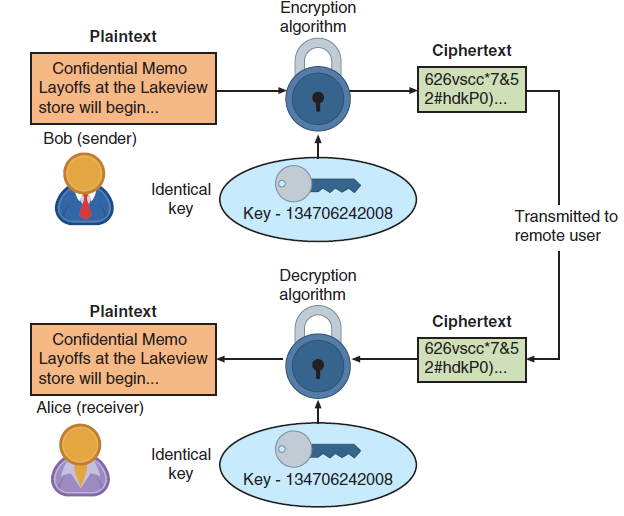 Encryption
algorithm
Plaintext
Ciphertext
Confidential Memo
Layoffs at the Lakeview
store will begin...
626vscc*7&5
2#hdkP0)...
Bob (sender)
Identical
key
Key - 134706242008
Transmitted to
remote user
Decryption
algorithm
Plaintext
Ciphertext
Confidential Memo
Layoffs at the Lakeview
store will begin...
626vscc*7&5
2#hdkP0)...
Alice (receiver)
Identical
key
Key - 134706242008